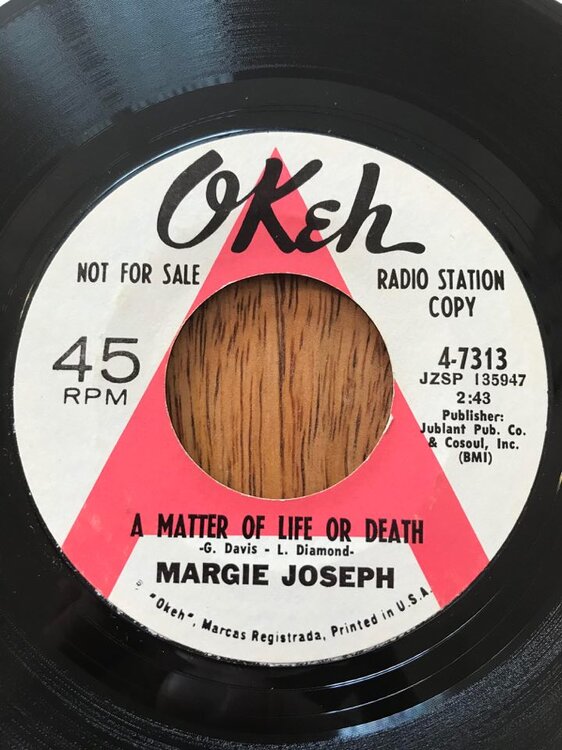 OKeh
NOT FOR SALE
RADIO STATION
COPY
45
RPM
4-7313
JZSP 135947
2:43
Publisher:
Jublant Pub. Co.
& Cosoul, Inc.
(BMI)
A MATTER OF LIFE OR DEATH
-G. Davis - L. Diamond-
MARGIE JOSEPH
"Okeh", Marcas Registrada, Printed in U.S.A.